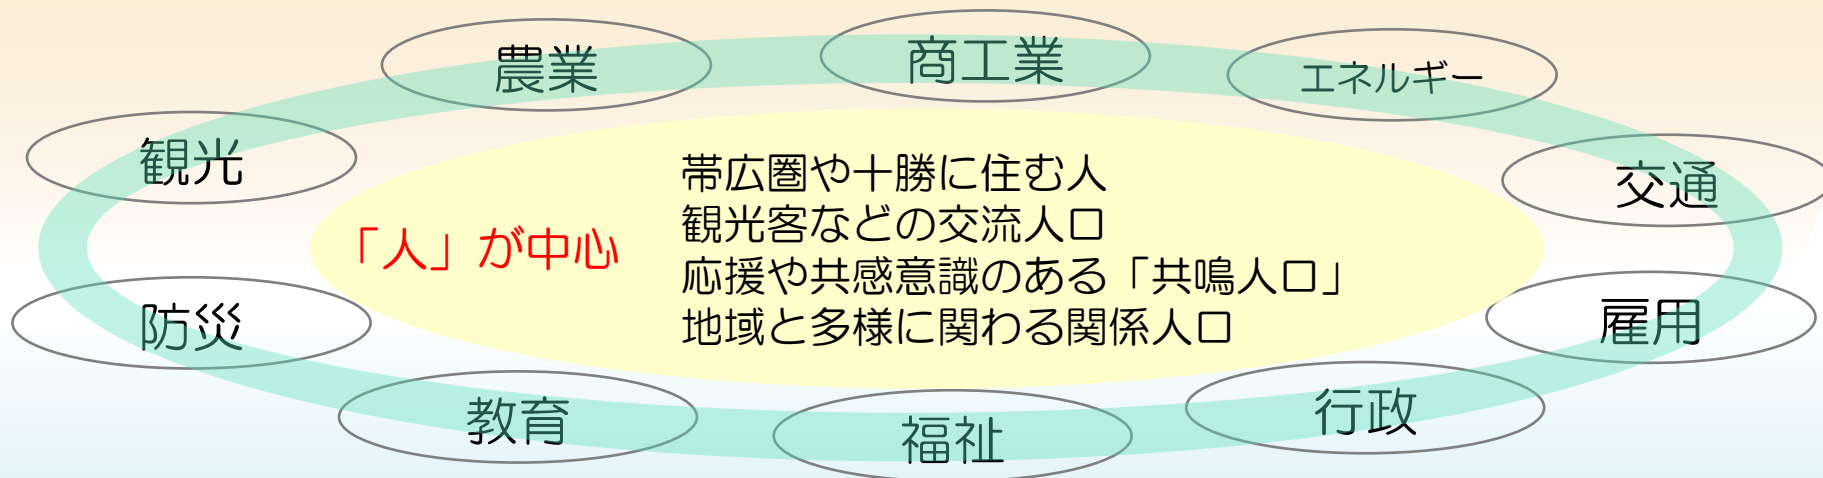 農業
商工業
エネルギー
観光
交通
「人」が中心
帯広圏や十勝に住む人
観光客などの交流人口
応援や共感意識のある「共鳴人口」
地域と多様に関わる関係人口
防災
雇用
教育
福祉
行政